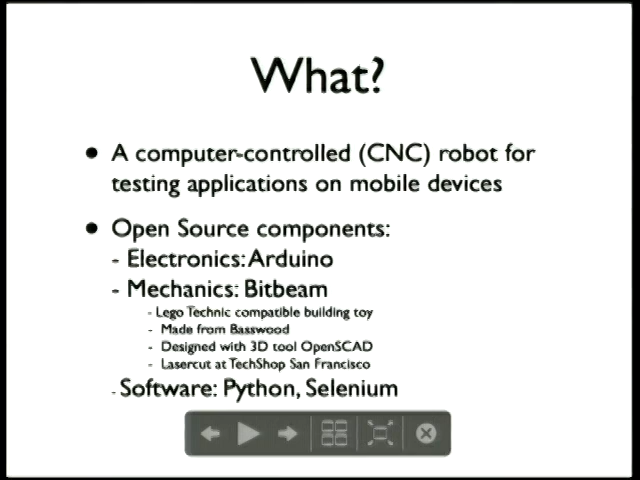 What?
• A computer-controlled (CNC) robot for
testing applications on mobile devices
• Open Source components:
- Electronics: Arduino
- Mechanics: Bitbeam
- Lego Technic compatible building toy
- Made from Basswood
- Designed with 3D tool OpenSCAD
- Lasercut at TechShop San Francisco
- Software: Python, Selenium